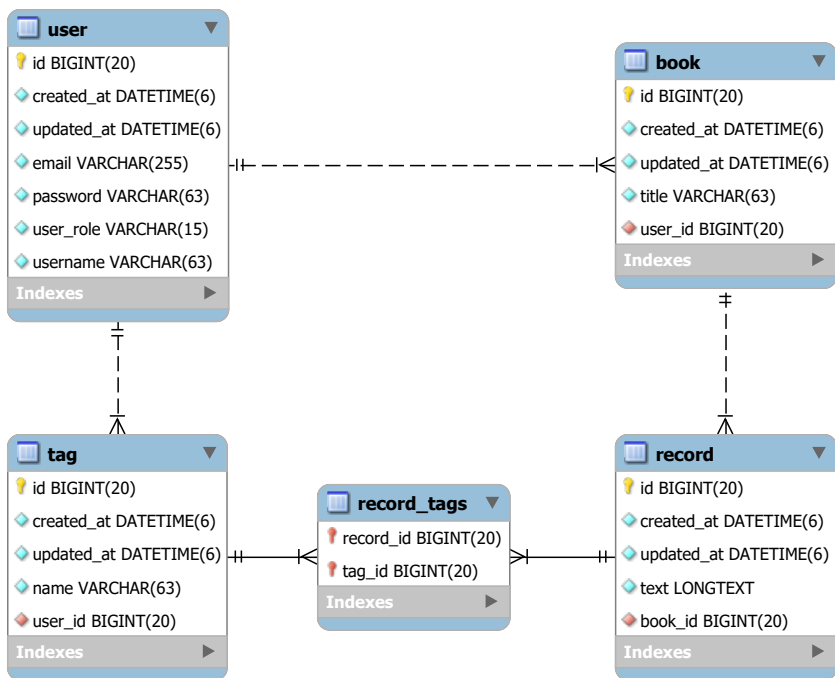 user
id BIGINT(20)
created_at DATETIME(6)
updated_at DATETIME(6)
email VARCHAR(255)
password VARCHAR(63)
user_role VARCHAR(15)
username VARCHAR(63)
Indexes
book
id BIGINT(20)
created_at DATETIME(6)
updated_at DATETIME(6)
title VARCHAR(63)
user_id BIGINT(20)
Indexes
tag
id BIGINT(20)
created_at DATETIME(6)
updated_at DATETIME(6)
name VARCHAR(63)
user_id BIGINT(20)
Indexes
record_tags
record_id BIGINT(20)
tag_id BIGINT(20)
Indexes
record
id BIGINT(20)
created_at DATETIME(6)
updated_at DATETIME(6)
text LONGTEXT
book_id BIGINT(20)
Indexes